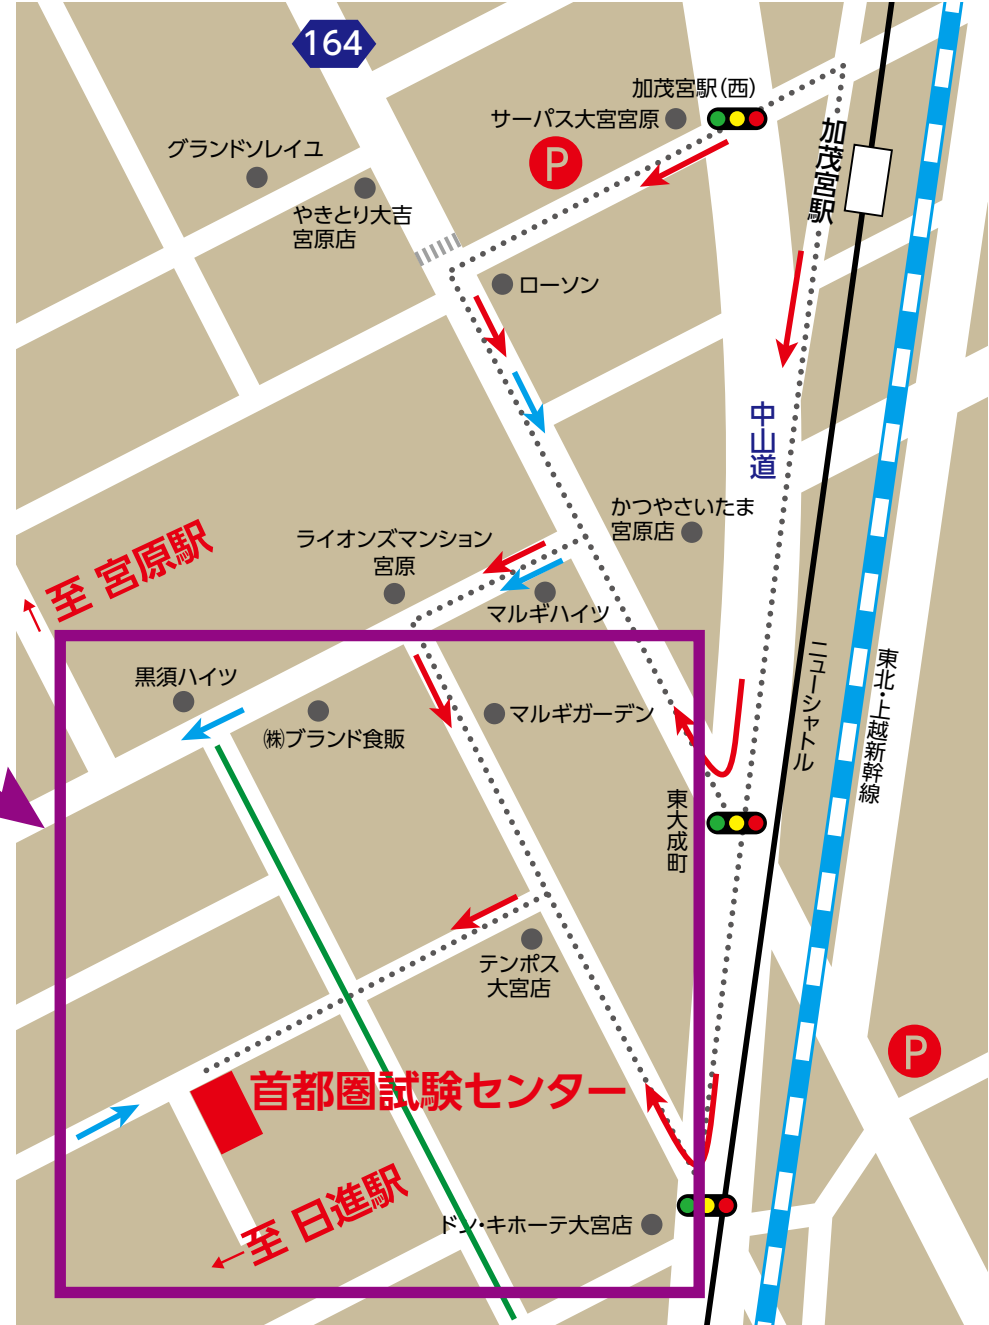 164
加茂宮駅（西）
サーパス大宮宮原
P
加茂宮駅
グランドソレイユ
やきとり大吉
宮原店
ローソン
中山道
かつやさいたま
宮原店
ライオンズマンション
宮原
マルギハイツ
至 宮原駅
黒須ハイツ
㈱ブランド食販
マルギガーデン
ニューシャトル
東北・上越新幹線
東大成町
テンポス
大宮店
P
首都圏試験センター
至 日進駅
ドン・キホーテ大宮店